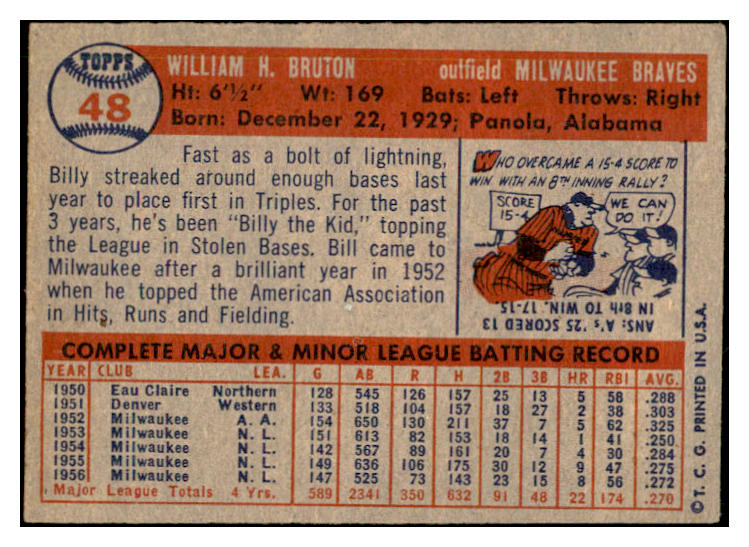 TOPPS
48
WILLIAM H. BRUTON outfield MILWAUKEE BRAVES
Ht: 6'½" Wt: 169 Bats: Left Throws: Right
Born: December 22, 1929; Panola, Alabama
Fast as a bolt of lightning,
Billy streaked around enough bases last
year to place first in Triples. For the past
3 years, he's been "Billy the Kid," topping
the League in Stolen Bases. Bill came to
Milwaukee after a brilliant year in 1952
when he topped the American Association
in Hits, Runs and Fielding.
WHO OVERCAME A 15-4 SCORE TO
WIN WITH AN 8TH INNING RALLY?
SCORE
15-4
WE CAN
DO IT!
ANS: A's '25 SCORED 13
IN 8TH TO WIN. 17-15
COMPLETE MAJOR & MINOR LEAGUE BATTING RECORD
YEAR CLUB LEA. G AB R H 2B 3B HR RBI AVG.
1950 Eau Claire Northern 128 545 126 157 25 13 5 58 .288
1951 Denver Western 133 518 104 157 18 27 2 38 .303
1952 Milwaukee A. A. 154 650 130 211 37 7 5 62 .325
1953 Milwaukee N. L. 151 613 82 153 18 14 1 41 .250
1954 Milwaukee N. L. 142 567 89 161 20 7 4 30 .284
1955 Milwaukee N. L. 149 636 106 175 30 12 9 47 .275
1956 Milwaukee N. L. 147 525 73 143 23 15 8 56 .272
Major League Totals 4 Yrs. 589 2341 350 632 91 48 22 174 .270
© T. C. G. PRINTED IN U.S.A.